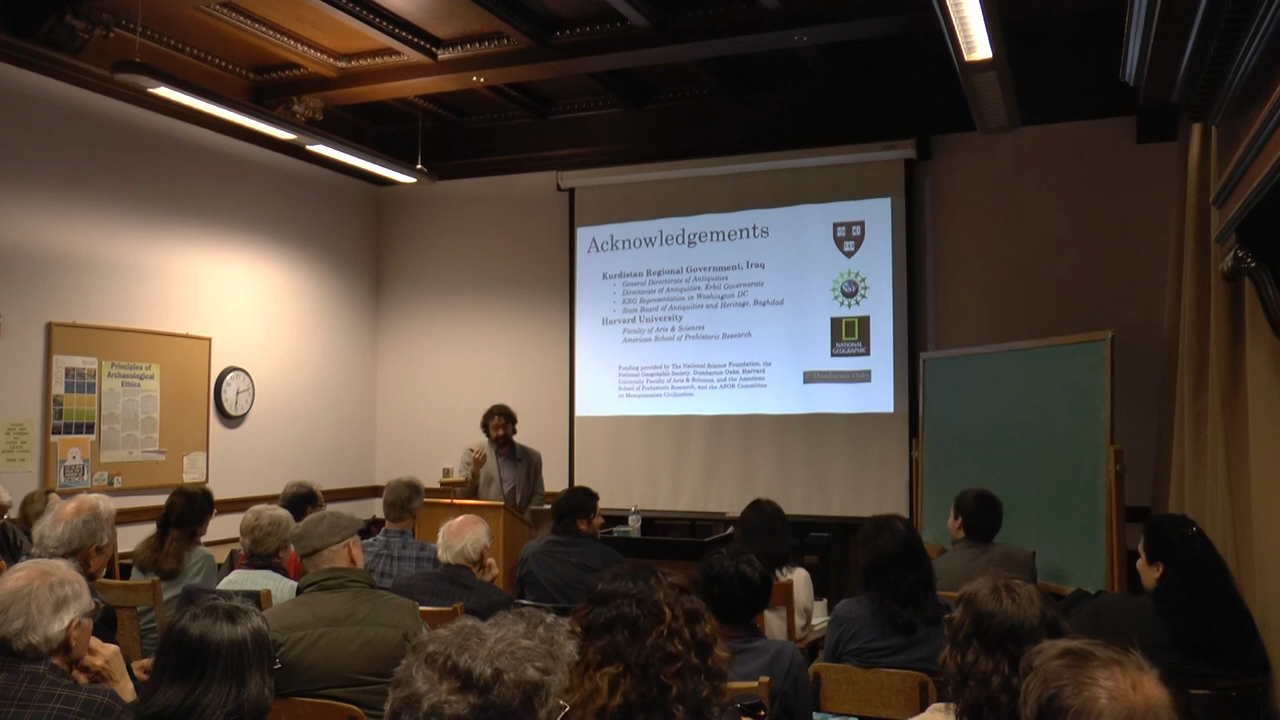 Acknowledgements
Kurdistan Regional Government, Iraq
• General Directorate of Antiquities
• Directorate of Antiquities, Erbil Governorate
• KRG Representation in Washington DC
• State Board of Antiquities and Heritage, Baghdad
Harvard University
Faculty of Arts & Sciences
American School of Prehistoric Research
Funding provided by The National Science Foundation, the
National Geographic Society, Dumbarton Oaks, Harvard
University Faculty of Arts & Sciences, and the American
School of Prehistoric Research, and the ASOR Committee
on Mesopotamian Civilization.
NSF
NATIONAL
GEOGRAPHIC
Dumbarton Oaks
Principles of
Archaeological
Ethics